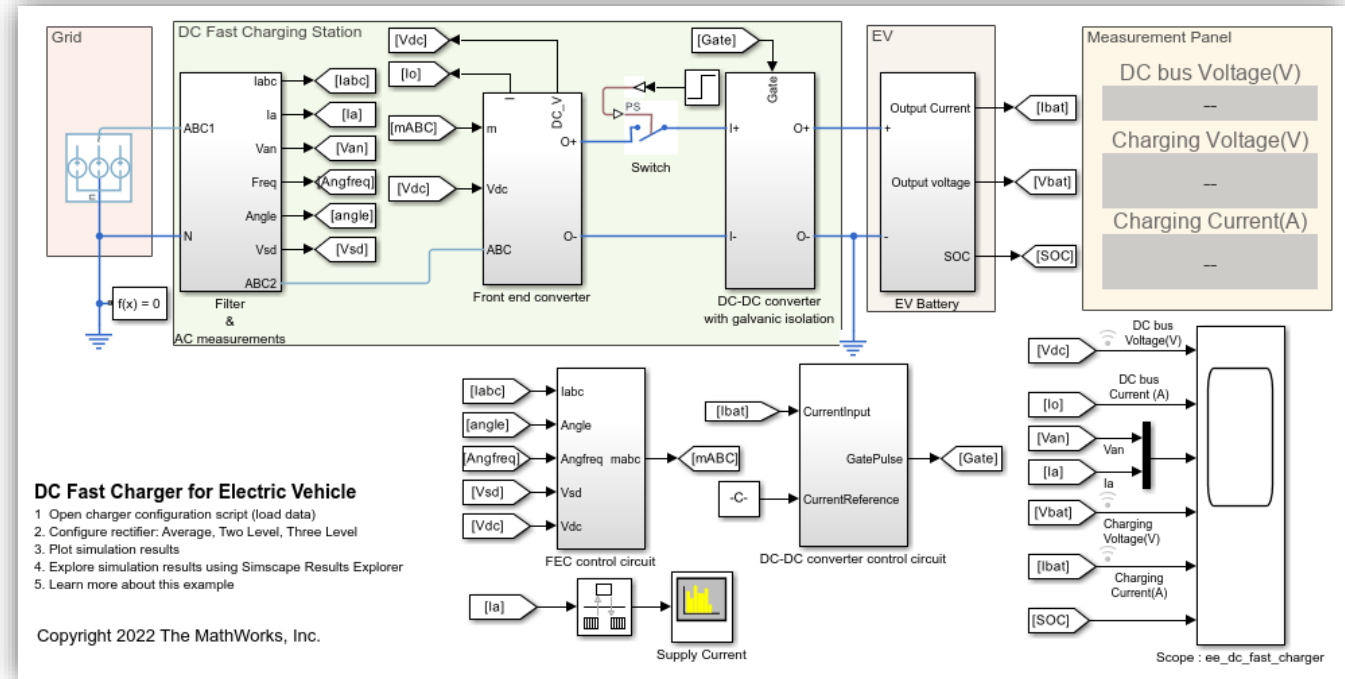 Grid
DC Fast Charging Station
[Vdc]
[Gate]
EV
Measurement Panel
[Io]
DC bus Voltage(V)
--
Charging Voltage(V)
--
Charging Current(A)
--
Iabc
[Iabc]
Ia
[Ia]
Van
[Van]
Freq
[Angfreq]
Angle
[angle]
Vsd
[Vsd]
ABC1
N
ABC2
n
f(x) = 0
Filter
&
AC measurements
[mABC]
[Vdc]
I
DC_V
m
Vdc
ABC
O+
O-
Front end converter
PS
Switch
Gate
I+
I-
O+
O-
DC-DC converter
with galvanic isolation
Output Current
+
Output voltage
-
SOC
EV Battery
[Ibat]
[Vbat]
[SOC]
[Iabc]
[angle]
[Angfreq]
[Vsd]
[Vdc]
Iabc
Angle
Angfreq
mabc
Vsd
Vdc
[mABC]
FEC control circuit
[Ibat]
-C-
CurrentInput
GatePulse
CurrentReference
[Gate]
DC-DC converter control circuit
[Vdc]
DC bus
Voltage(V)
[Io]
DC bus
Current (A)
[Van]
Van
[Ia]
Ia
[Vbat]
Charging
Voltage(V)
[Ibat]
Charging
Current(A)
[SOC]
Scope : ee_dc_fast_charger
DC Fast Charger for Electric Vehicle
1 Open charger configuration script (load data)
2. Configure rectifier: Average, Two Level, Three Level
3. Plot simulation results
4. Explore simulation results using Simscape Results Explorer
5. Learn more about this example
[Ia]
Supply Current
Copyright 2022 The MathWorks, Inc.